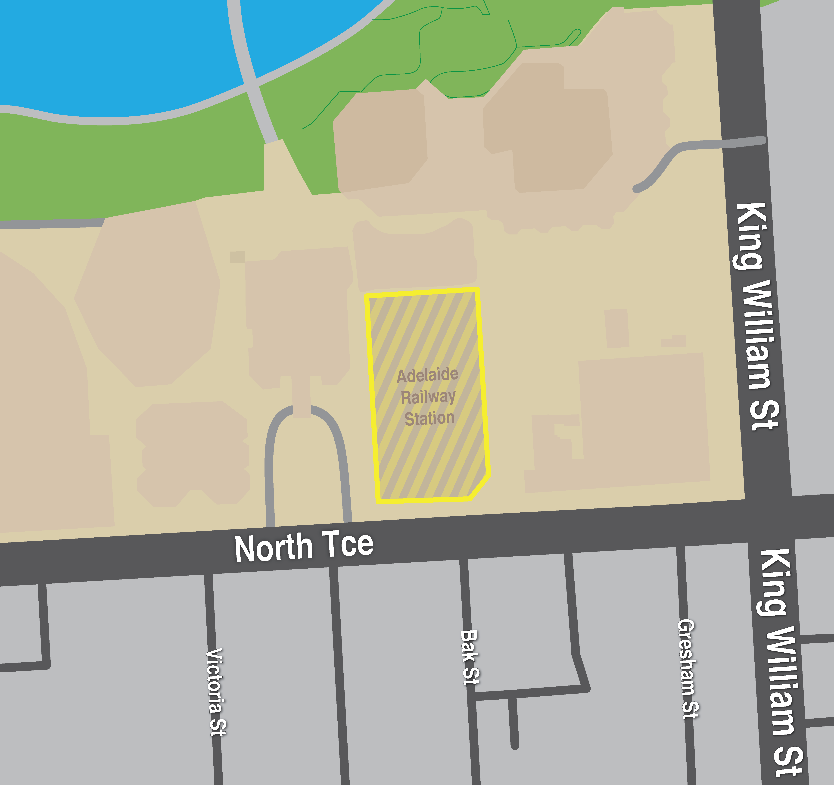 King William St
Adelaide
Railway
Station
North Tce
King William St
Victoria St
Bak St
Gresham St